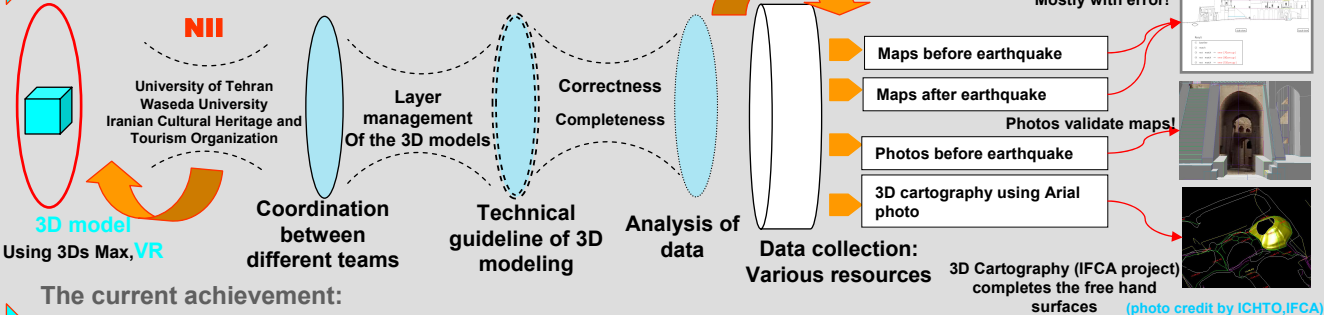 Mostly with error!
NII
University of Tehran
Waseda University
Iranian Cultural Heritage and
Tourism Organization
Layer
management
Of the 3D models
Correctness
Completeness
Maps before earthquake
Maps after earthquake
Photos validate maps!
Photos before earthquake
3D cartography using Arial
photo
3D model
Using 3Ds Max,VR
Coordination
between
different teams
Technical
guideline of 3D
modeling
Analysis of
data
Data collection:
Various resources
3D Cartography (IFCA project)
completes the free hand
surfaces
(photo credit by ICHTO,IFCA)
The current achievement: